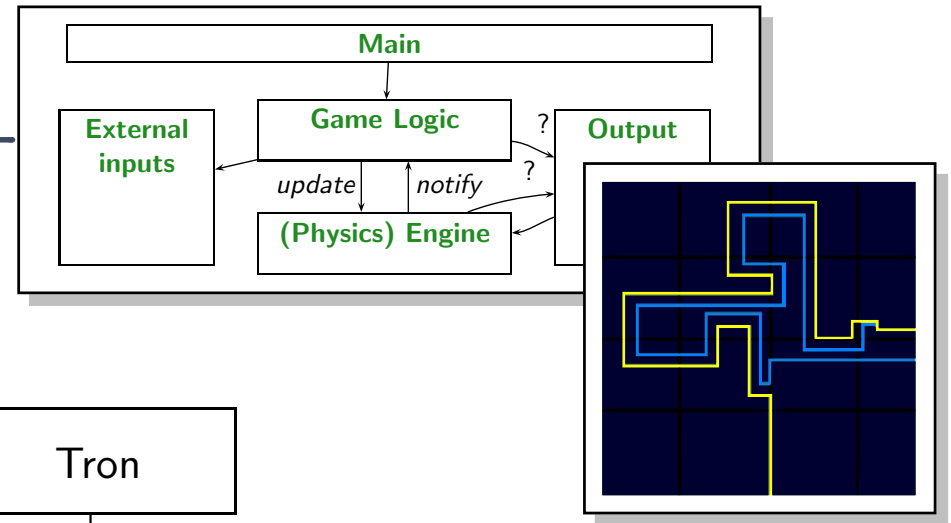 Main
Game Logic
External
inputs
Output
?
?
update
notify
(Physics) Engine
Tron